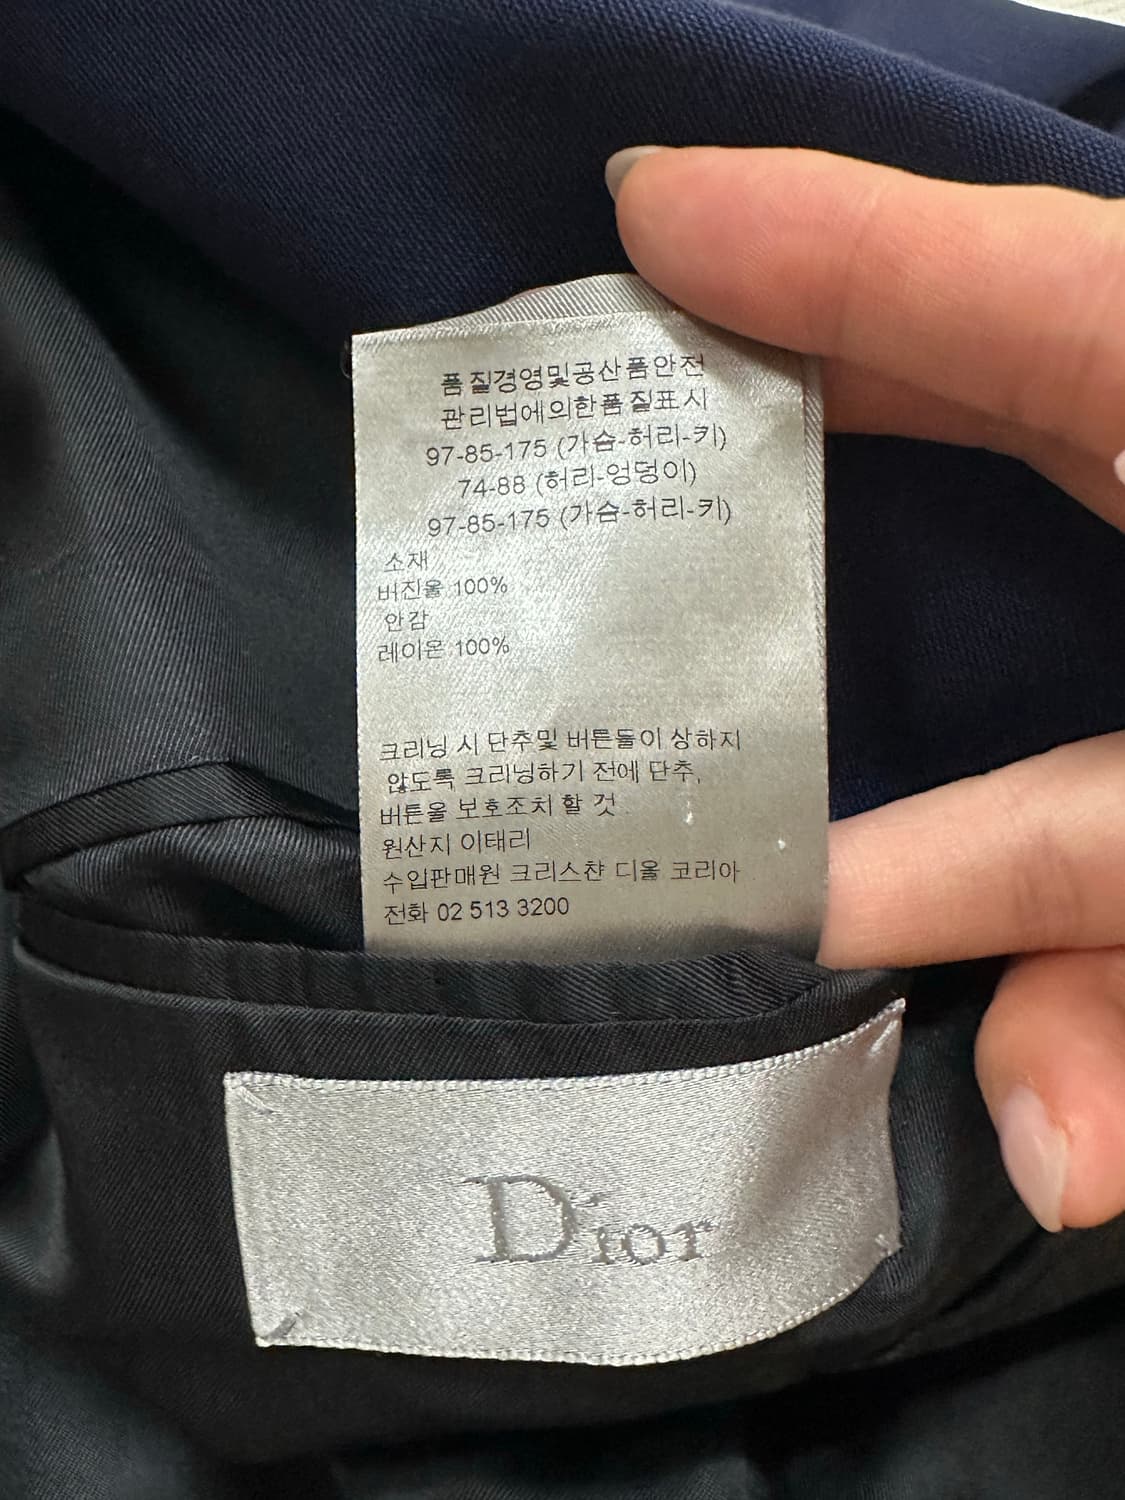 품질경영및공산품안전
관리법에의한품질표시
97-85-175 (가슴-허리-키)
74-88 (허리-엉덩이)
97-85-175 (가슴-허리-키)
소재
버진울 100%
안감
레이온 100%
크리닝 시 단추및 버튼들이 상하지
않도록 크리닝하기 전에 단추,
버튼을 보호조치 할 것
원산지 이태리
수입판매원 크리스챤 디올 코리아
전화 02 513 3200
Dior